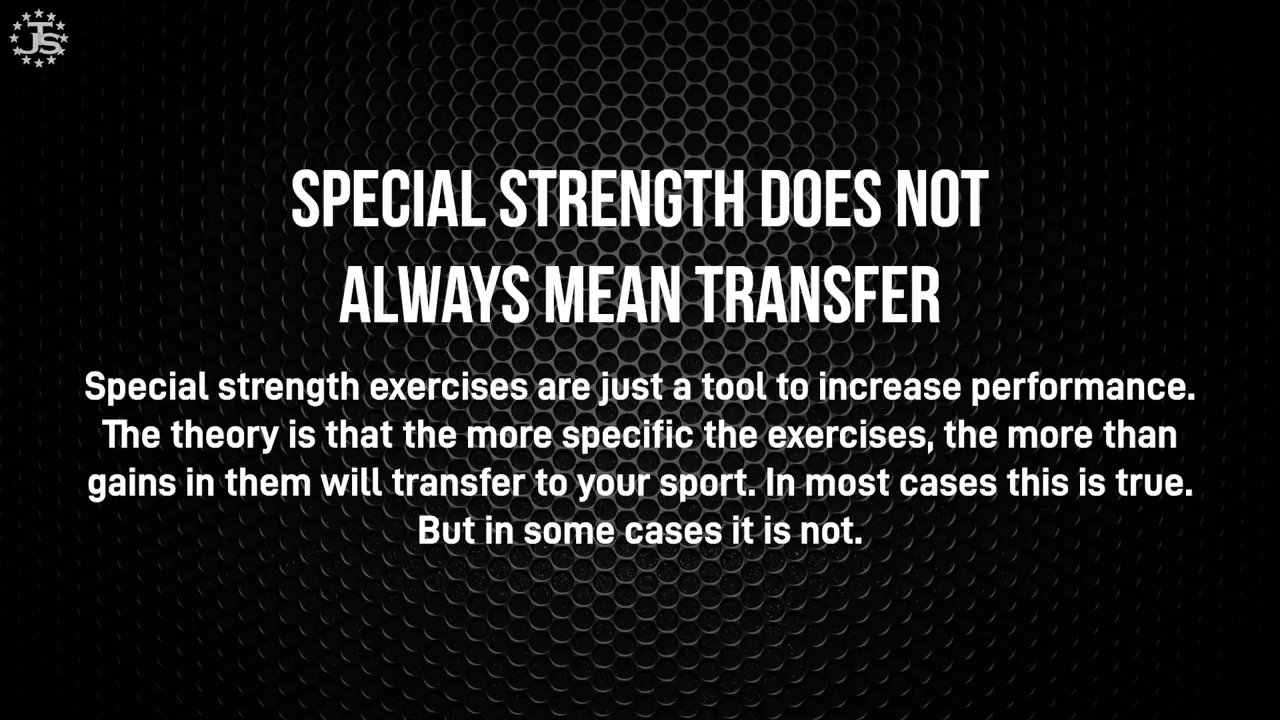 JTS
SPECIAL STRENGTH DOES NOT
ALWAYS MEAN TRANSFER
Special strength exercises are just a tool to increase performance.
The theory is that the more specific the exercises, the more than
gains in them will transfer to your sport. In most cases this is true.
But in some cases it is not.